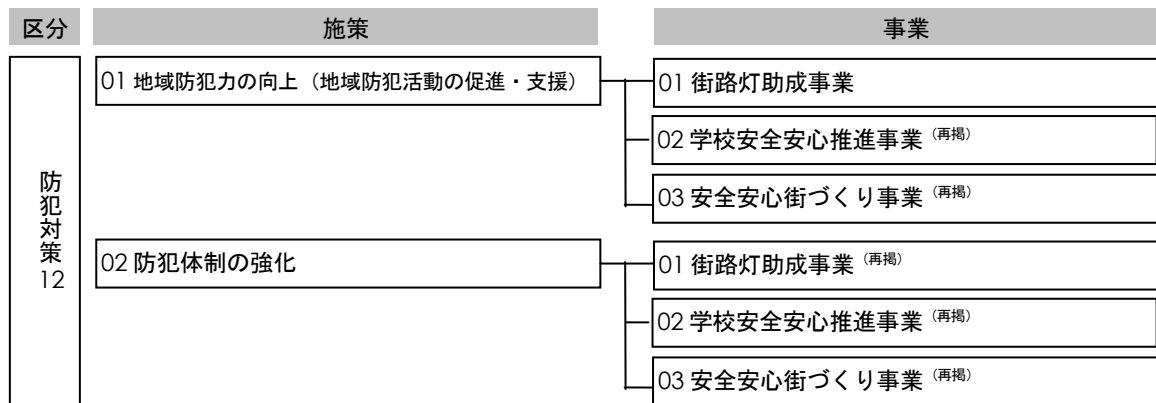 区分 施策 事業
防犯対策12
01 地域防犯力の向上（地域防犯活動の促進・支援）
01 街路灯助成事業
02 学校安全安心推進事業（再掲）
03 安全安心街づくり事業（再掲）
02 防犯体制の強化
01 街路灯助成事業（再掲）
02 学校安全安心推進事業（再掲）
03 安全安心街づくり事業（再掲）